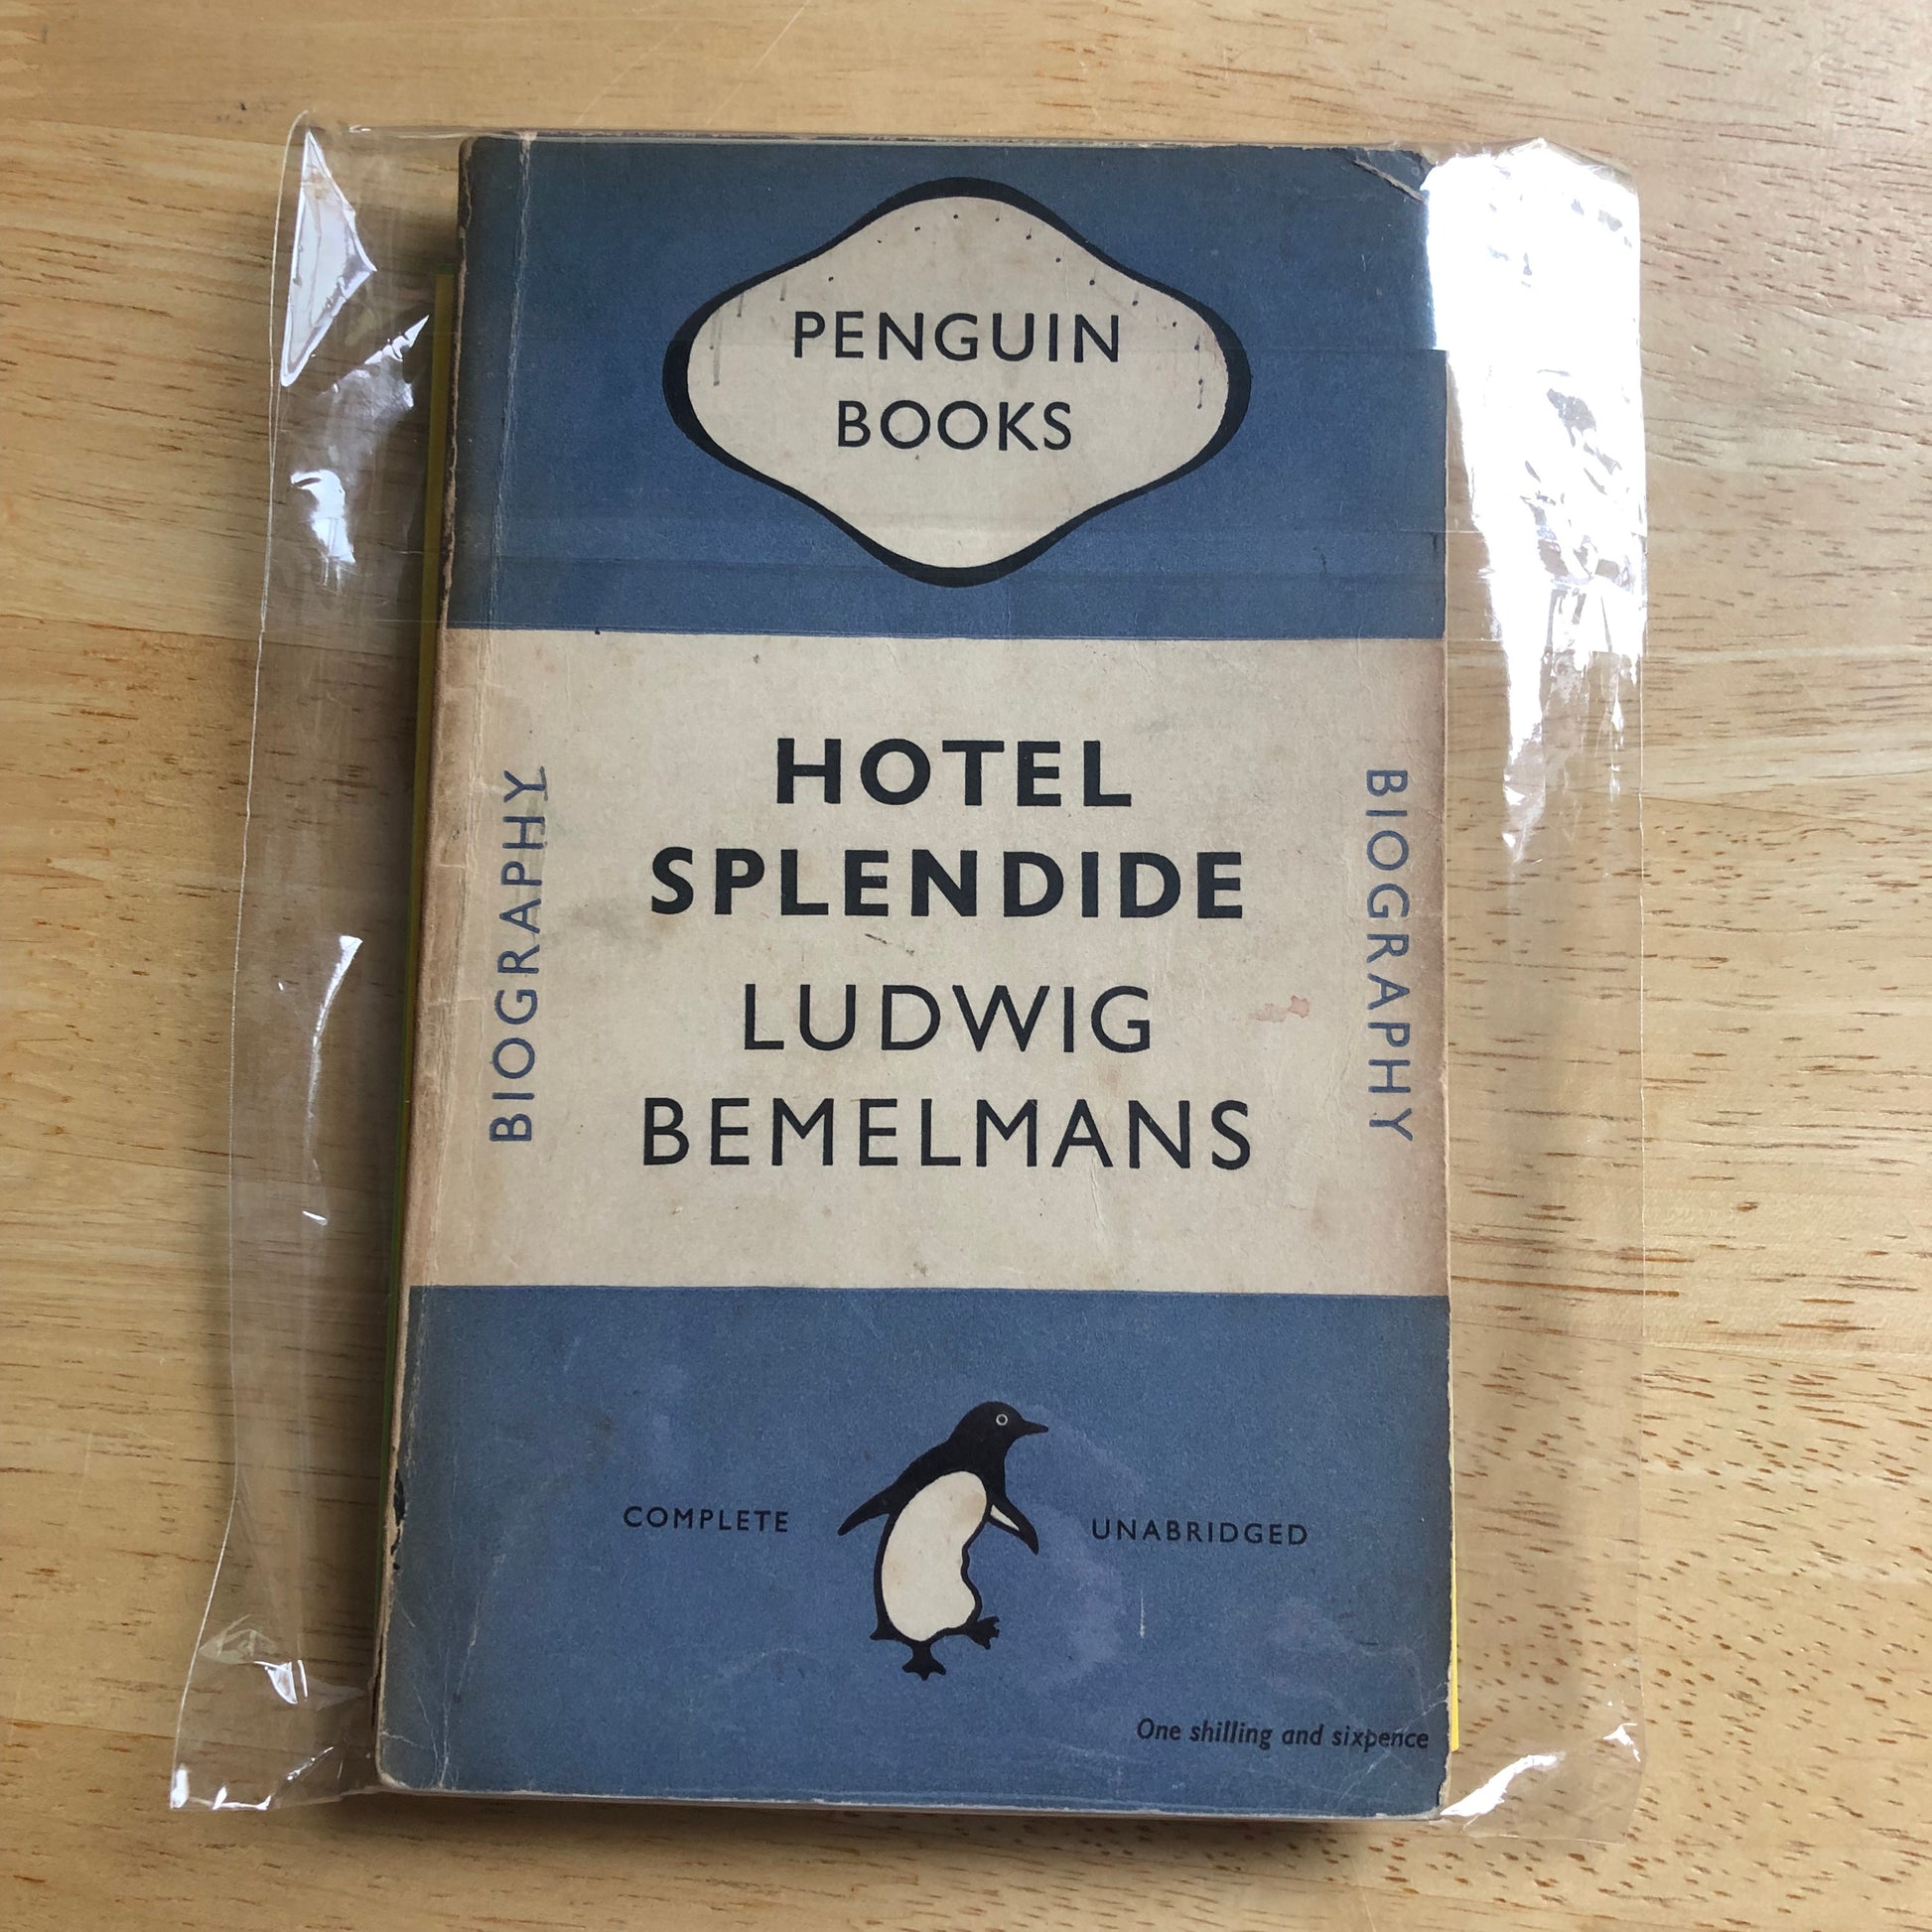 PENGUIN
BOOKS
HOTEL
SPLENDIDE
LUDWIG
BEMELMANS
BIOGRAPHY
BIOGRAPHY
COMPLETE
UNABRIDGED
One shilling and sixpence